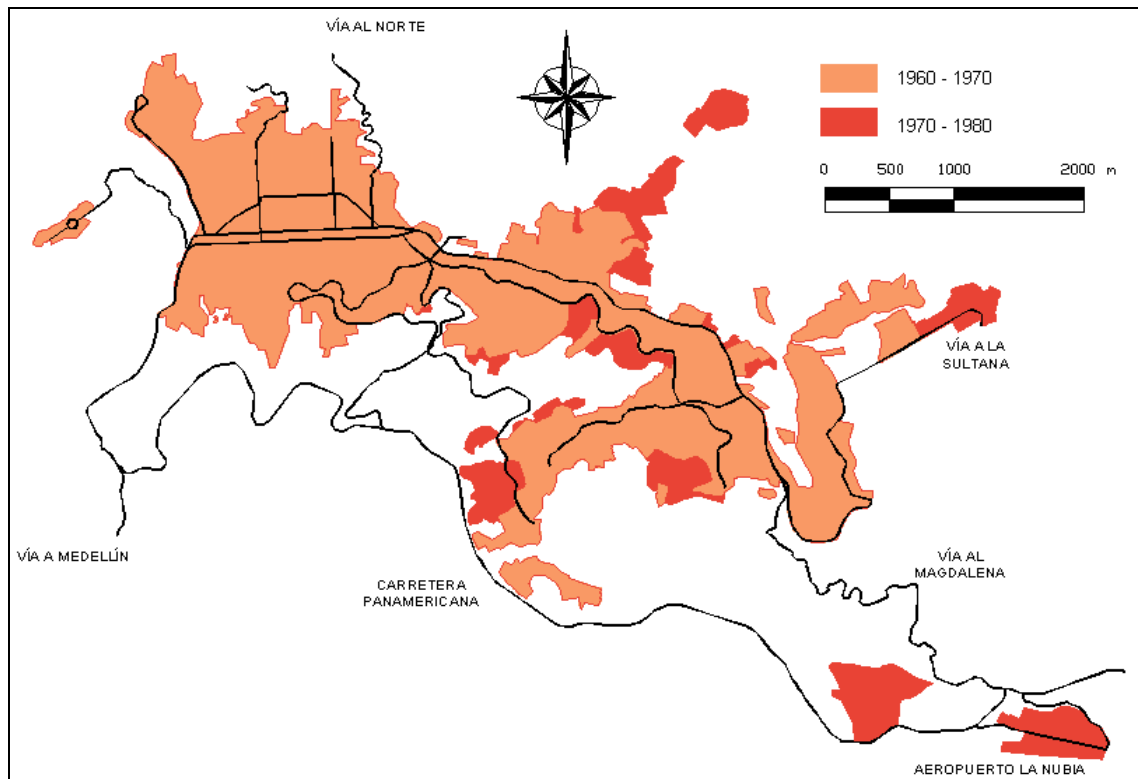 VÍA AL NORTE
1960 - 1970
1970 - 1980
0 500 1000 2000 m
VÍA A LA
SULTANA
VÍA A MEDELLÍN
CARRETERA
PANAMERICANA
VÍA AL
MAGDALENA
AEROPUERTO LA NUBIA